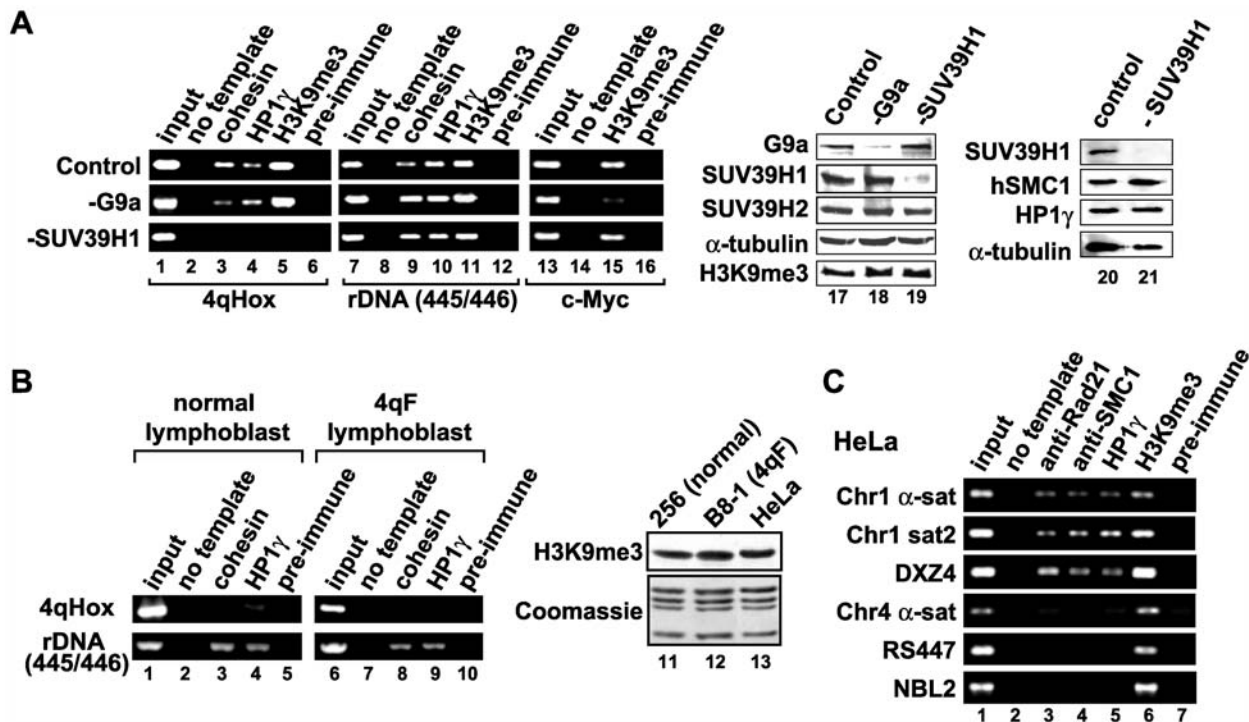 A
input
no template
cohesin
HP1γ
H3K9me3
pre-immune
input
no template
cohesin
HP1γ
H3K9me3
pre-immune
input
no template
H3K9me3
pre-immune
Control
-G9a
-SUV39H1
1 2 3 4 5 6 7 8 9 10 11 12 13 14 15 16
4qHox rDNA (445/446) c-Myc
Control
-G9a
-SUV39H1
G9a
SUV39H1
SUV39H2
α-tubulin
H3K9me3
17 18 19
control
- SUV39H1
SUV39H1
hSMC1
HP1γ
α-tubulin
20 21
B
normal
lymphoblast
4qF
lymphoblast
input
no template
cohesin
HP1γ
pre-immune
input
no template
cohesin
HP1γ
pre-immune
4qHox
rDNA
(445/446)
1 2 3 4 5 6 7 8 9 10
256 (normal)
B8-1 (4qF)
HeLa
H3K9me3
Coomassie
11 12 13
C
HeLa
input
no template
anti-Rad21
anti-SMC1
HP1γ
H3K9me3
pre-immune
Chr1 α-sat
Chr1 sat2
DXZ4
Chr4 α-sat
RS447
NBL2
1 2 3 4 5 6 7